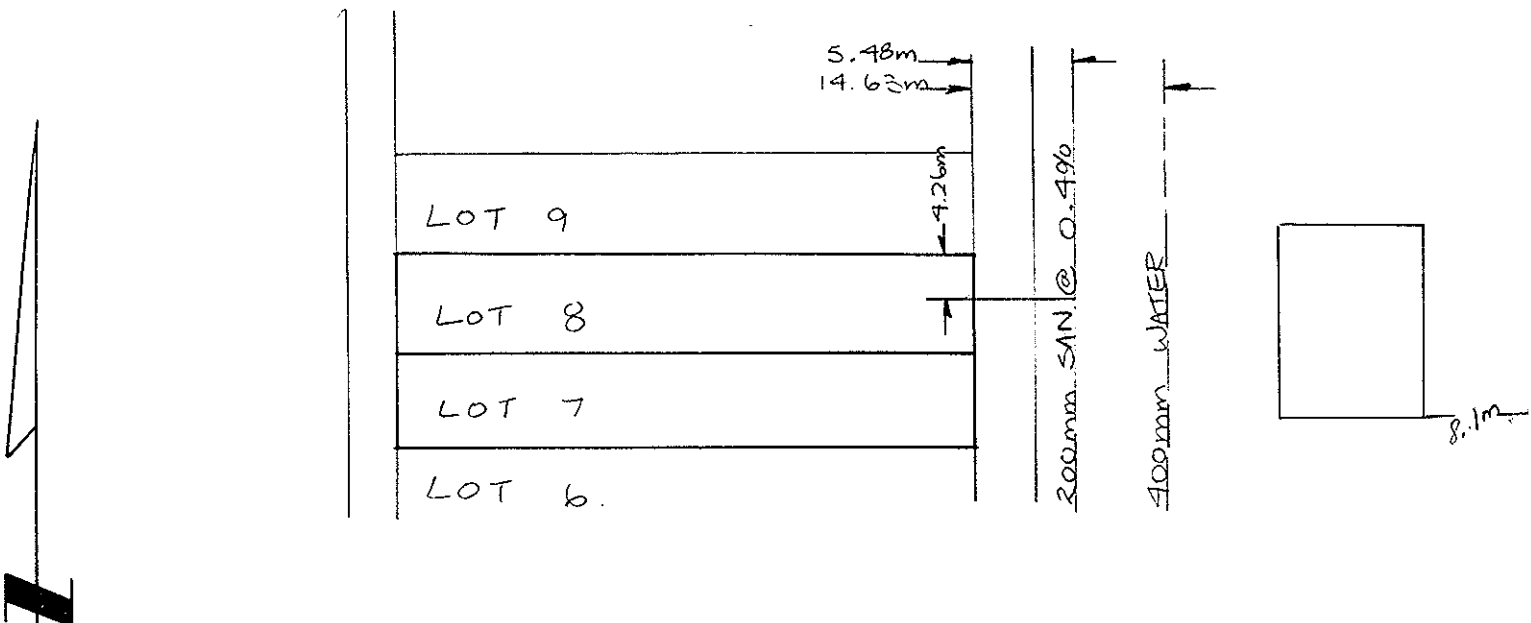 5.48m
14.63m
4.26m
LOT 9
LOT 8
LOT 7
LOT 6.
200mm SAN. @ 0.4%
400mm WATER
8.1m